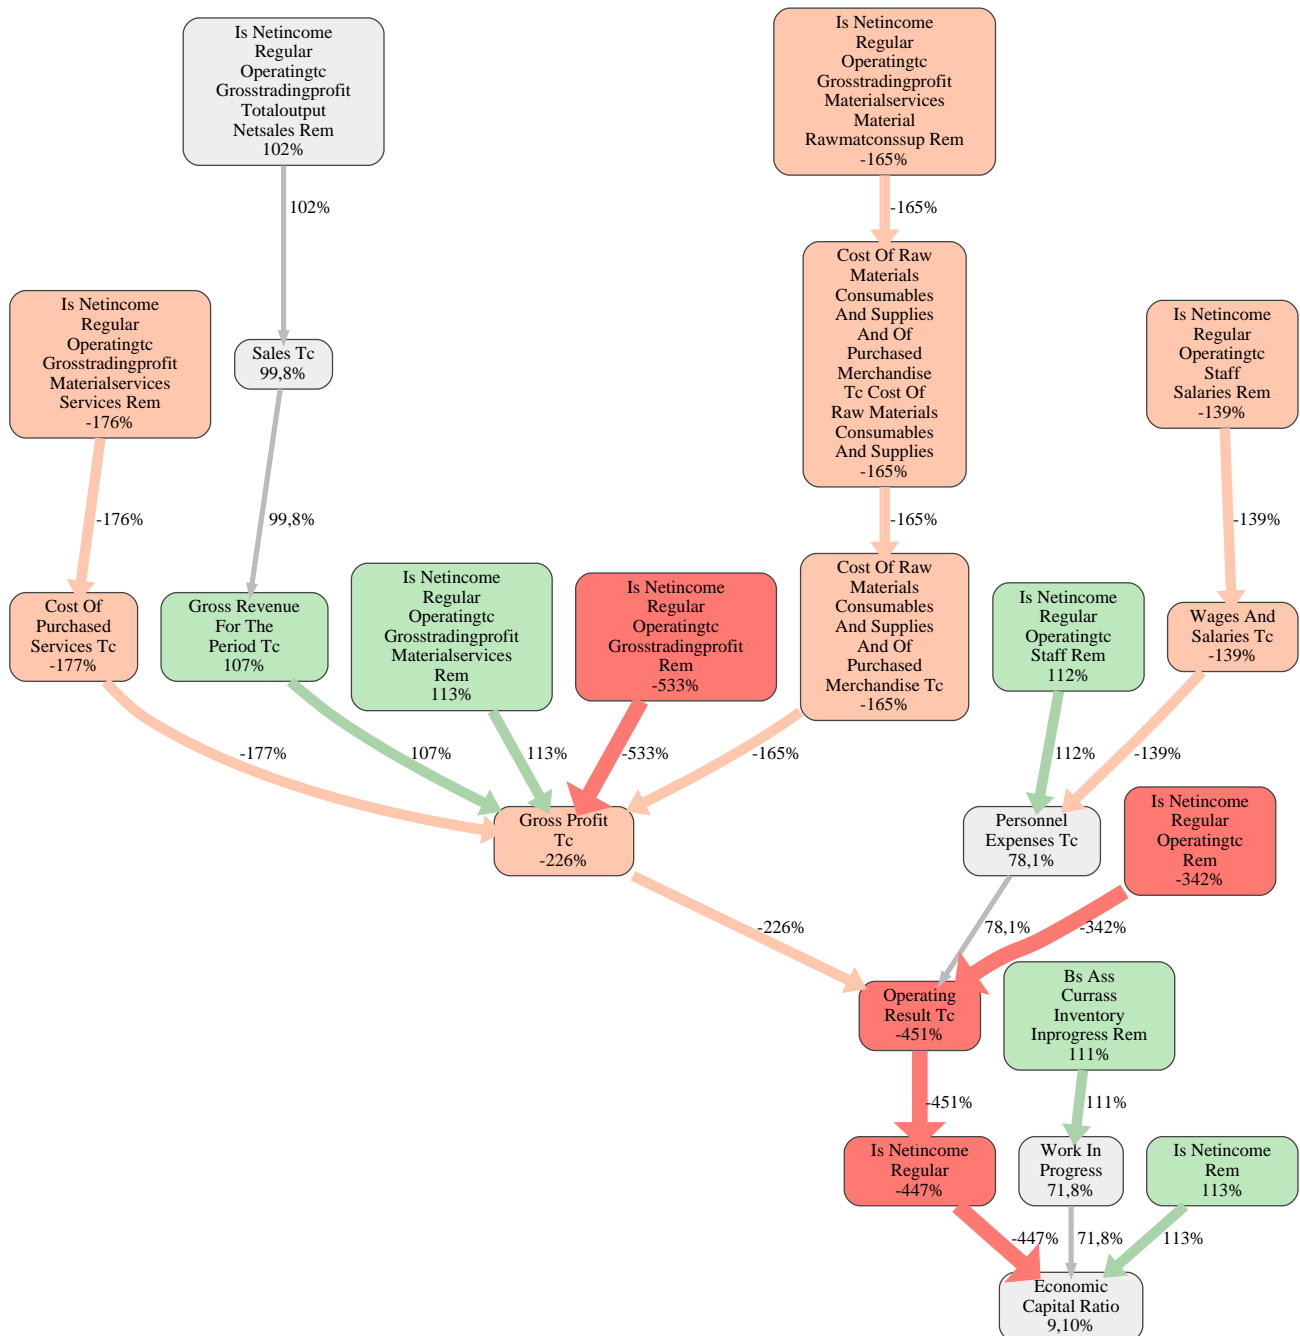 Is Netincome
Regular
Operatingtc
Grosstradingprofit
Totaloutput
Netsales Rem
102%
Is Netincome
Regular
Operatingtc
Grosstradingprofit
Materialservices
Material
Rawmatconssup Rem
-165%
102%
-165%
Is Netincome
Regular
Operatingtc
Grosstradingprofit
Materialservices
Services Rem
-176%
Sales Tc
99,8%
Cost Of Raw
Materials
Consumables
And Supplies
And Of
Purchased
Merchandise
Tc Cost Of
Raw Materials
Consumables
And Supplies
-165%
Is Netincome
Regular
Operatingtc
Staff
Salaries Rem
-139%
-176%
99,8%
-165%
-139%
Cost Of
Purchased
Services Tc
-177%
Gross Revenue
For The
Period Tc
107%
Is Netincome
Regular
Operatingtc
Grosstradingprofit
Materialservices
Rem
113%
Is Netincome
Regular
Operatingtc
Grosstradingprofit
Rem
-533%
Cost Of Raw
Materials
Consumables
And Supplies
And Of
Purchased
Merchandise Tc
-165%
Is Netincome
Regular
Operatingtc
Staff Rem
112%
Wages And
Salaries Tc
-139%
-177%
107%
113%
-533%
-165%
112%
-139%
Gross Profit
Tc
-226%
Personnel
Expenses Tc
78,1%
Is Netincome
Regular
Operatingtc
Rem
-342%
-226%
78,1%
-342%
Operating
Result Tc
-451%
Bs Ass
Currass
Inventory
Inprogress Rem
111%
-451%
111%
Is Netincome
Regular
-447%
Work In
Progress
71,8%
Is Netincome
Rem
113%
-447%
71,8%
113%
Economic
Capital Ratio
9,10%